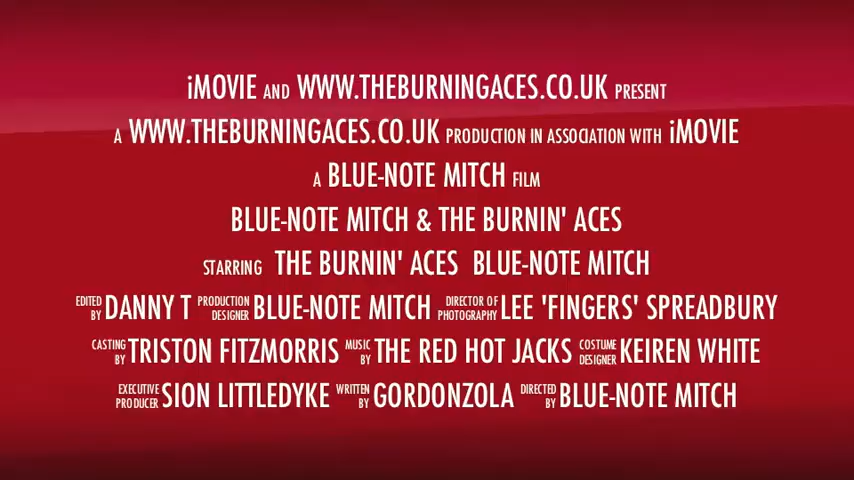 iMOVIE AND WWW.THEBURNINGACES.CO.UK PRESENT
A WWW.THEBURNINGACES.CO.UK PRODUCTION IN ASSOCIATION WITH iMOVIE
A BLUE-NOTE MITCH FILM
BLUE-NOTE MITCH & THE BURNIN' ACES
STARRING THE BURNIN' ACES BLUE-NOTE MITCH
EDITED BY DANNY T PRODUCTION DESIGNER BLUE-NOTE MITCH DIRECTOR OF PHOTOGRAPHY LEE 'FINGERS' SPREADBURY
CASTING BY TRISTON FITZMORRIS MUSIC BY THE RED HOT JACKS COSTUME DESIGNER KEIREN WHITE
EXECUTIVE PRODUCER SION LITTLEDYKE WRITTEN BY GORDONZOLA DIRECTED BY BLUE-NOTE MITCH